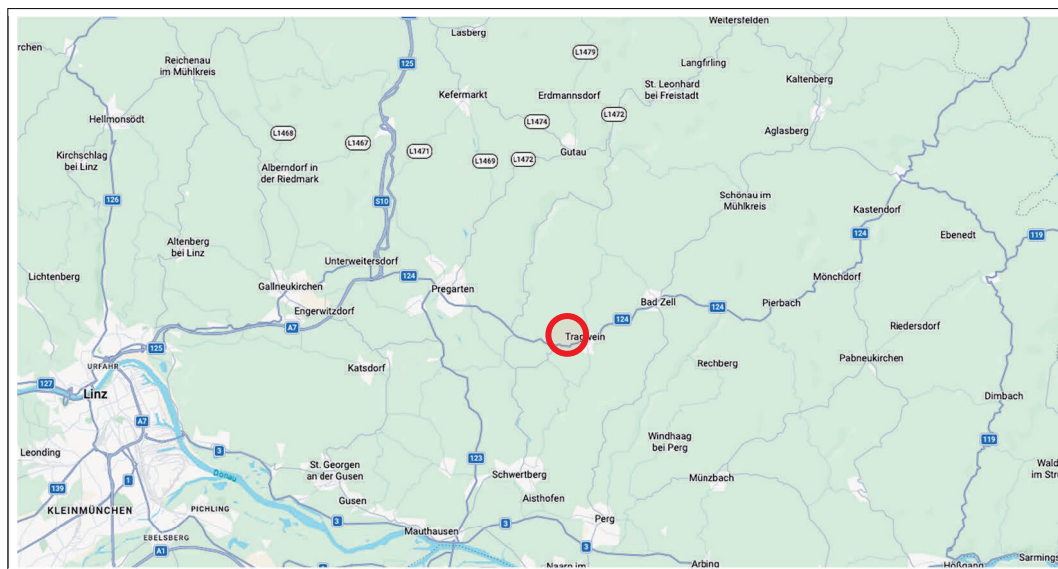 Weitersfelden
Lasberg
irchen
125
L1479
Reichenau
im Mühlkreis
Langfirling
Kaltenberg
St. Leonhard
bei Freistadt
Kefermarkt
Erdmannsdorf
Hellmonsödt
L1472
L1474
Aglasberg
L1468
L1467
L1471
Gutau
Kirchschlag
bei Linz
L1469
L1472
Alberndorf in
der Riedmark
Schönau im
Mühlkreis
126
S10
Kastendorf
124
Ebenedt
119
Altenberg
bei Linz
Unterweitersdorf
Lichtenberg
124
Mönchdorf
Gallneukirchen
Pregarten
Bad Zell
124
Pierbach
Engerwitzdorf
124
Riedersdorf
A7
Tragwein
125
Pabneukirchen
URFAHR
Katsdorf
Rechberg
127
Linz
Dimbach
A7
Windhaag
bei Perg
119
Leonding
3
123
St. Georgen
an der Gusen
Schwertberg
Wald
im Str
Donau
Münzbach
139
1
Gusen
Aisthofen
KLEINMÜNCHEN
PICHLING
3
Mauthausen
3
Perg
EBELSBERG
3
A1
Naarn im
Arbing
Hößgang
Sarmings